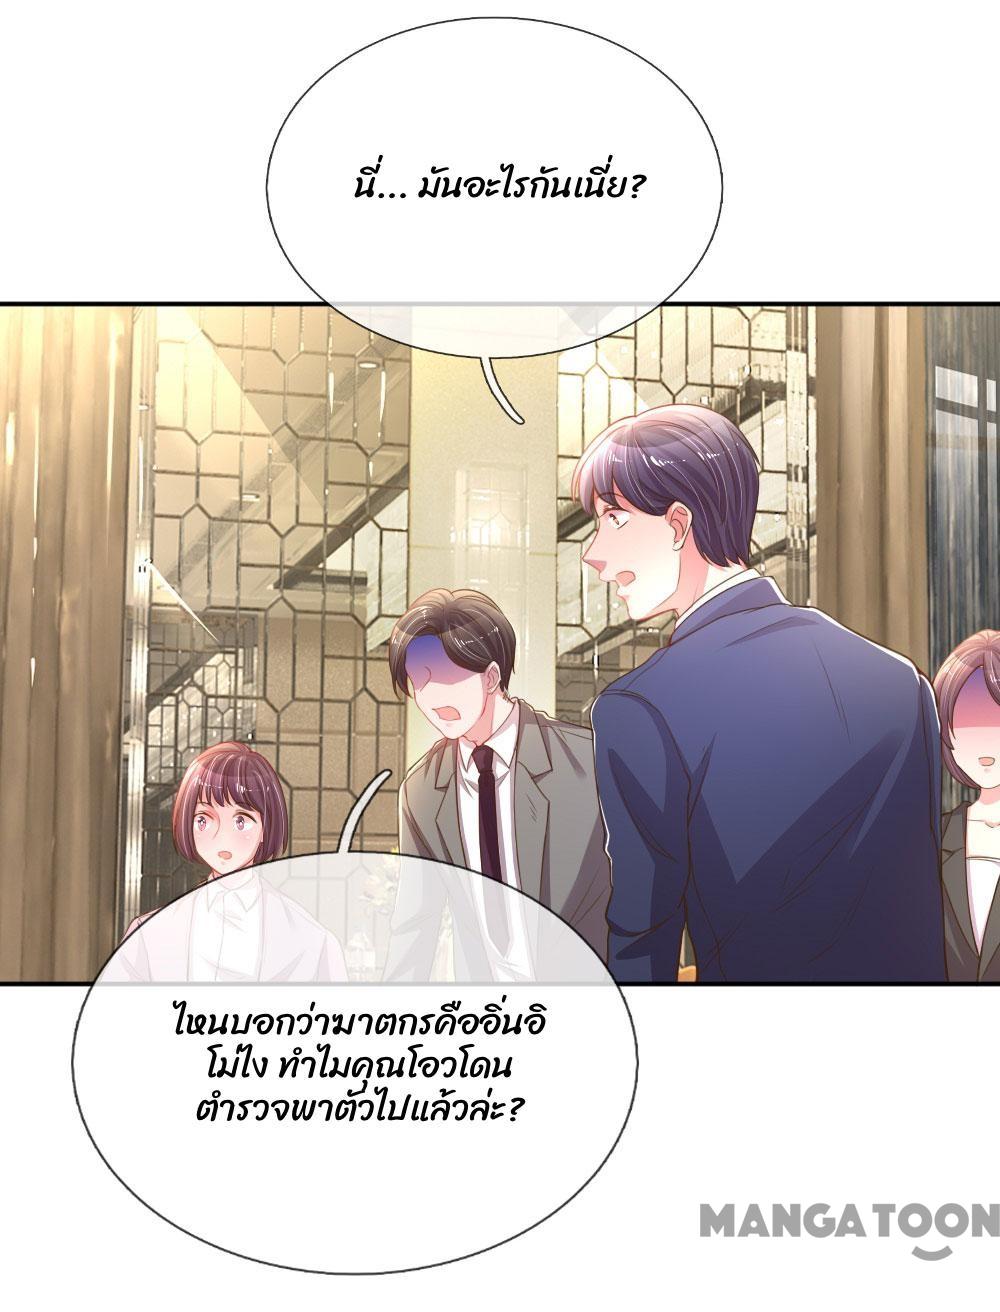 นี่... มันอะไรกันเนี่ย?
ไหนบอกว่าฆาตกรคืออิ่นอิ
โม่ไง ทำไมคุณโอวโดน
ตำรวจพาตัวไปแล้วล่ะ?
MANGATOON